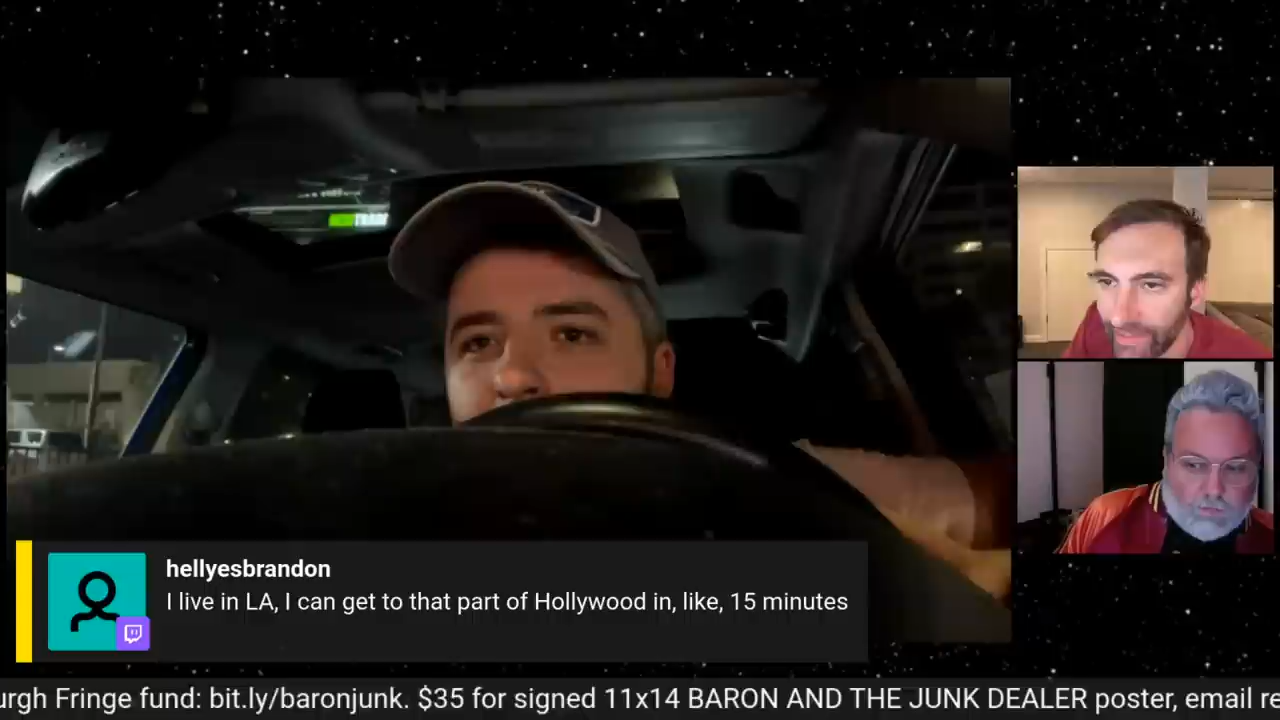 hellyesbrandon
I live in LA, I can get to that part of Hollywood in, like, 15 minutes
urgh Fringe fund: bit.ly/baronjunk. $35 for signed 11x14 BARON AND THE JUNK DEALER poster, email re